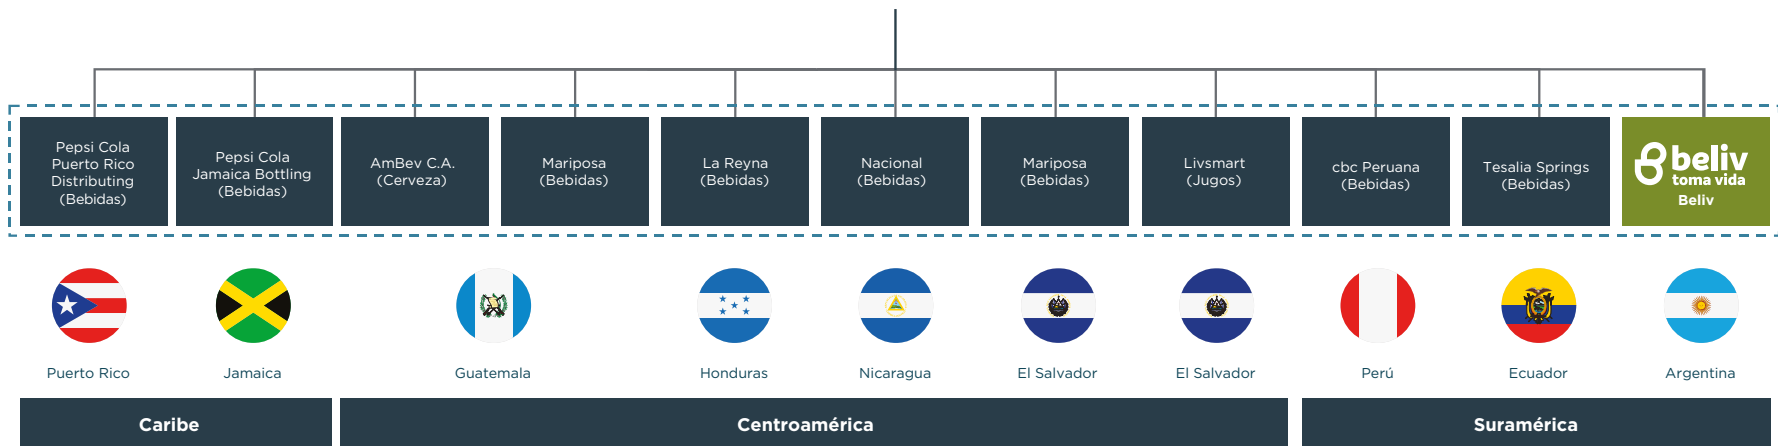 Pepsi Cola
Puerto Rico
Distributing
(Bebidas)
Pepsi Cola
Jamaica Bottling
(Bebidas)
AmBev C.A.
(Cerveza)
Mariposa
(Bebidas)
La Reyna
(Bebidas)
Nacional
(Bebidas)
Mariposa
(Bebidas)
Livsmart
(Jugos)
cbc Peruana
(Bebidas)
Tesalia Springs
(Bebidas)
beliv
toma vida
Beliv
Puerto Rico
Jamaica
Guatemala
Honduras
Nicaragua
El Salvador
El Salvador
Perú
Ecuador
Argentina
Caribe
Centroamérica
Suramérica